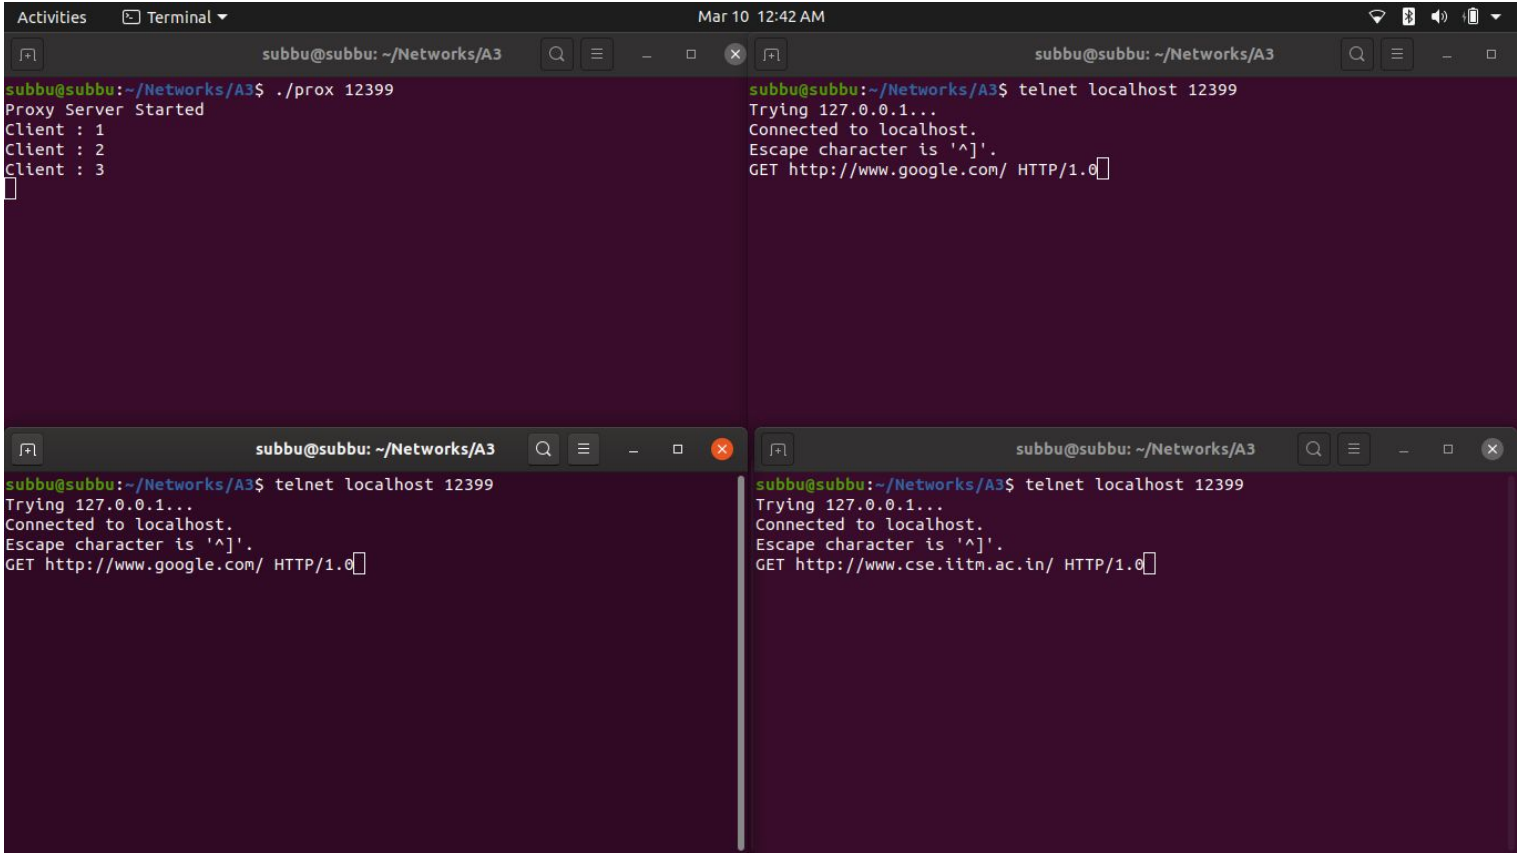 Activities Terminal Mar 10 12:42 AM
subbu@subbu: ~/Networks/A3
subbu@subbu:~/Networks/A3$ ./prox 12399
Proxy Server Started
Client : 1
Client : 2
Client : 3
subbu@subbu: ~/Networks/A3
subbu@subbu:~/Networks/A3$ telnet localhost 12399
Trying 127.0.0.1...
Connected to localhost.
Escape character is '^]'.
GET http://www.google.com/ HTTP/1.0
subbu@subbu: ~/Networks/A3
subbu@subbu:~/Networks/A3$ telnet localhost 12399
Trying 127.0.0.1...
Connected to localhost.
Escape character is '^]'.
GET http://www.google.com/ HTTP/1.0
subbu@subbu: ~/Networks/A3
subbu@subbu:~/Networks/A3$ telnet localhost 12399
Trying 127.0.0.1...
Connected to localhost.
Escape character is '^]'.
GET http://www.cse.iitm.ac.in/ HTTP/1.0